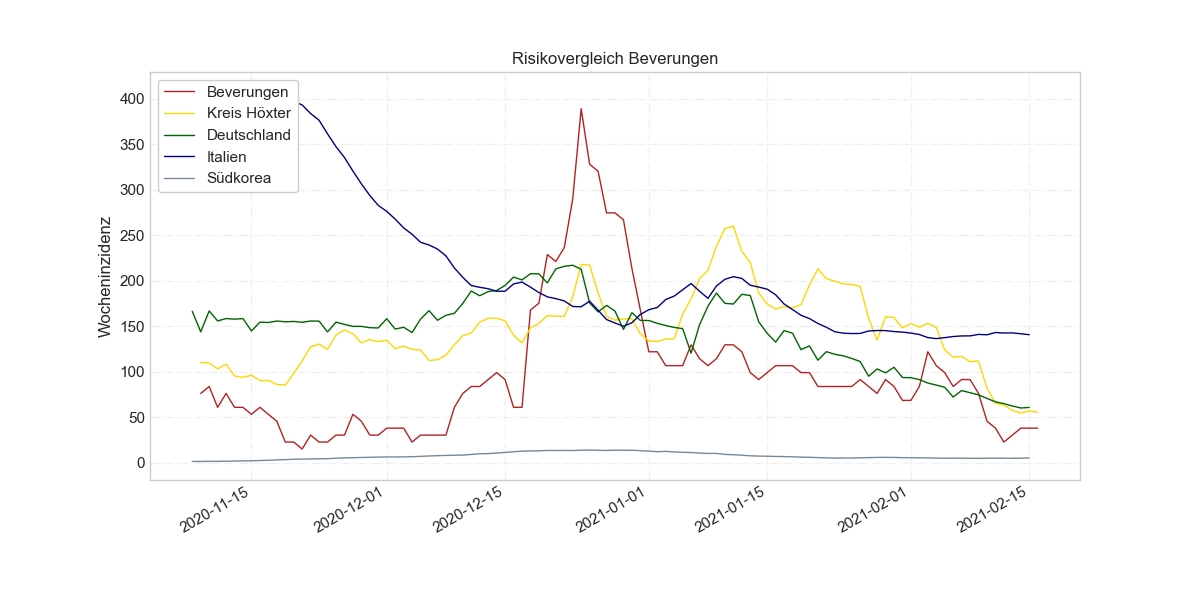 Risikovergleich Beverungen
Wocheninzidenz
400
350
300
250
200
150
100
50
0
Beverungen
Kreis Höxter
Deutschland
Italien
Südkorea
2020-11-15
2020-12-01
2020-12-15
2021-01-01
2021-01-15
2021-02-01
2021-02-15